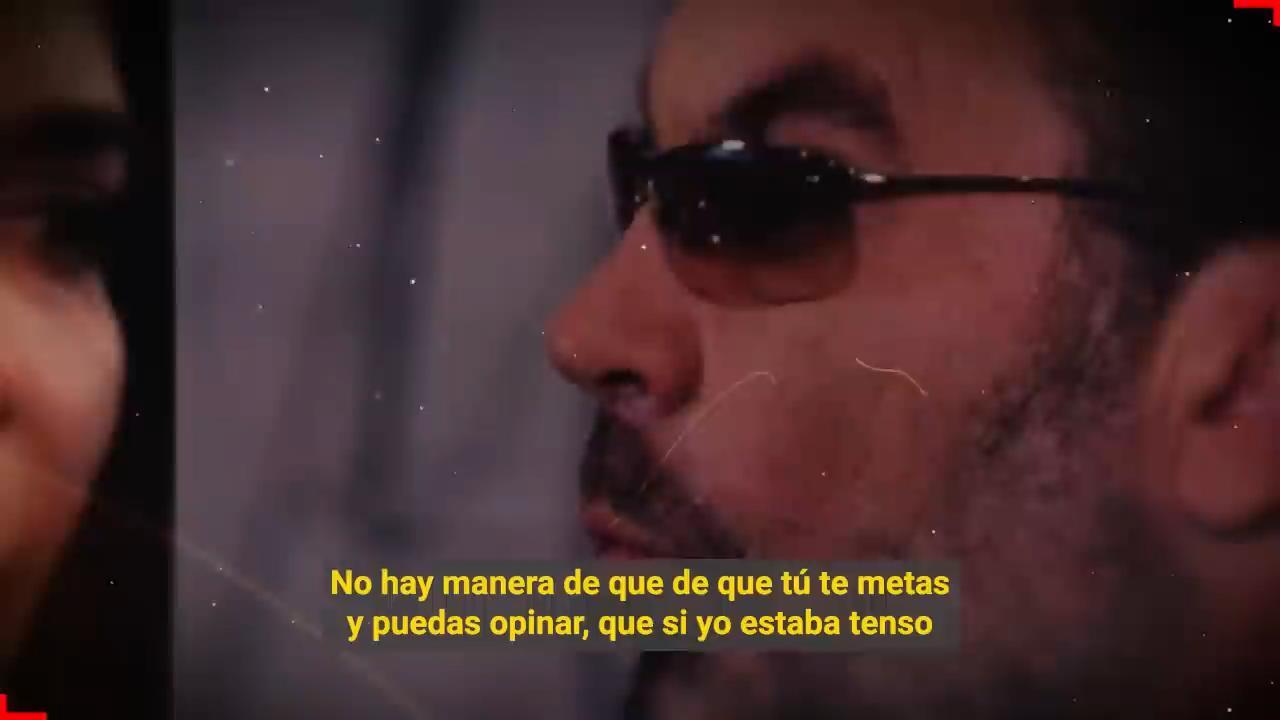 No hay manera de que de que tú te metas
y puedas opinar, que si yo estaba tenso